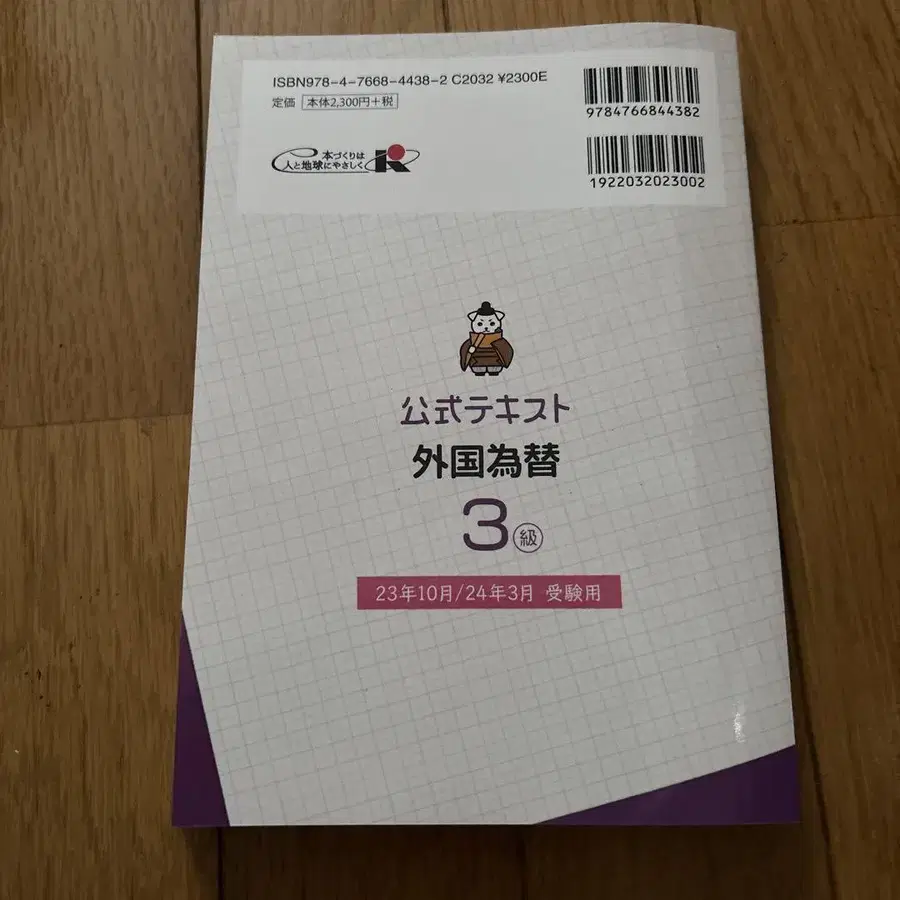 ISBN978-4-7668-4438-2 C2032 ¥2300E
定価 本体2,300円+税
9784766844382
本づくりは
人と地球にやさしく
1922032023002
公式テキスト
外国為替
3級
23年10月/24年3月 受験用